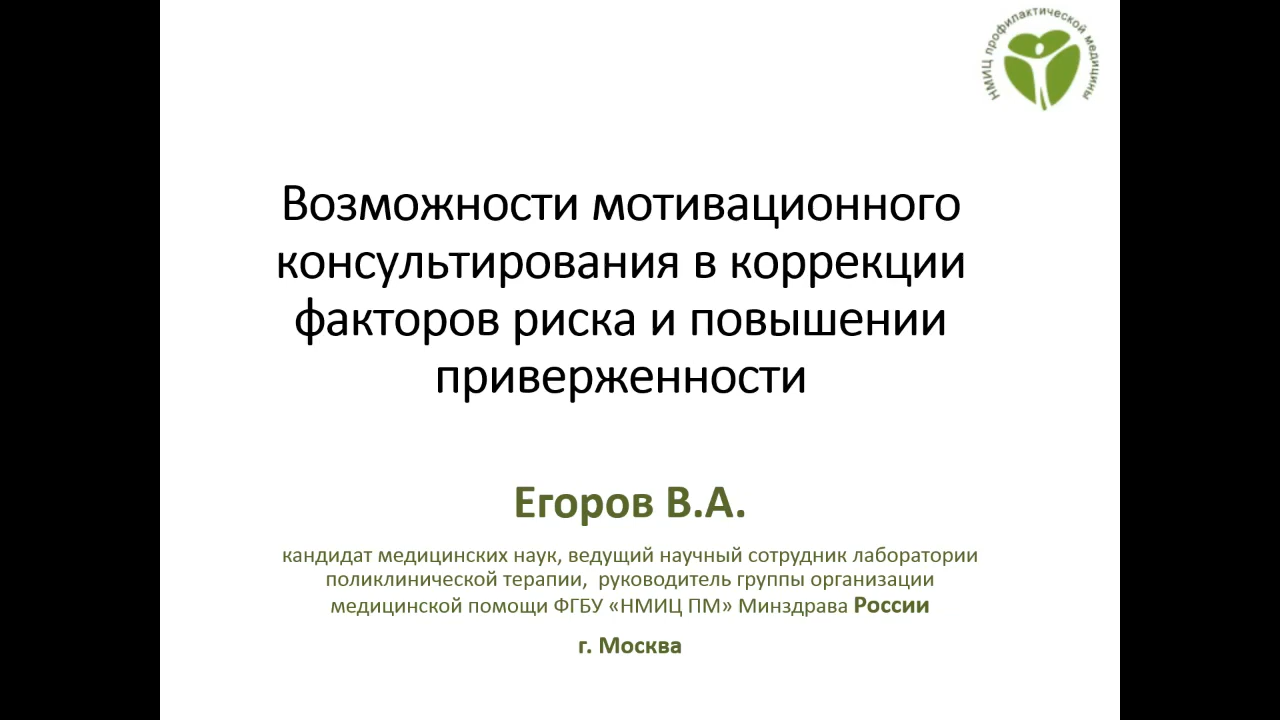 НМИЦ профилактической медицины
Возможности мотивационного
консультирования в коррекции
факторов риска и повышении
приверженности
Егоров В.А.
кандидат медицинских наук, ведущий научный сотрудник лаборатории
поликлинической терапии, руководитель группы организации
медицинской помощи ФГБУ «НМИЦ ПМ» Минздрава России
г. Москва